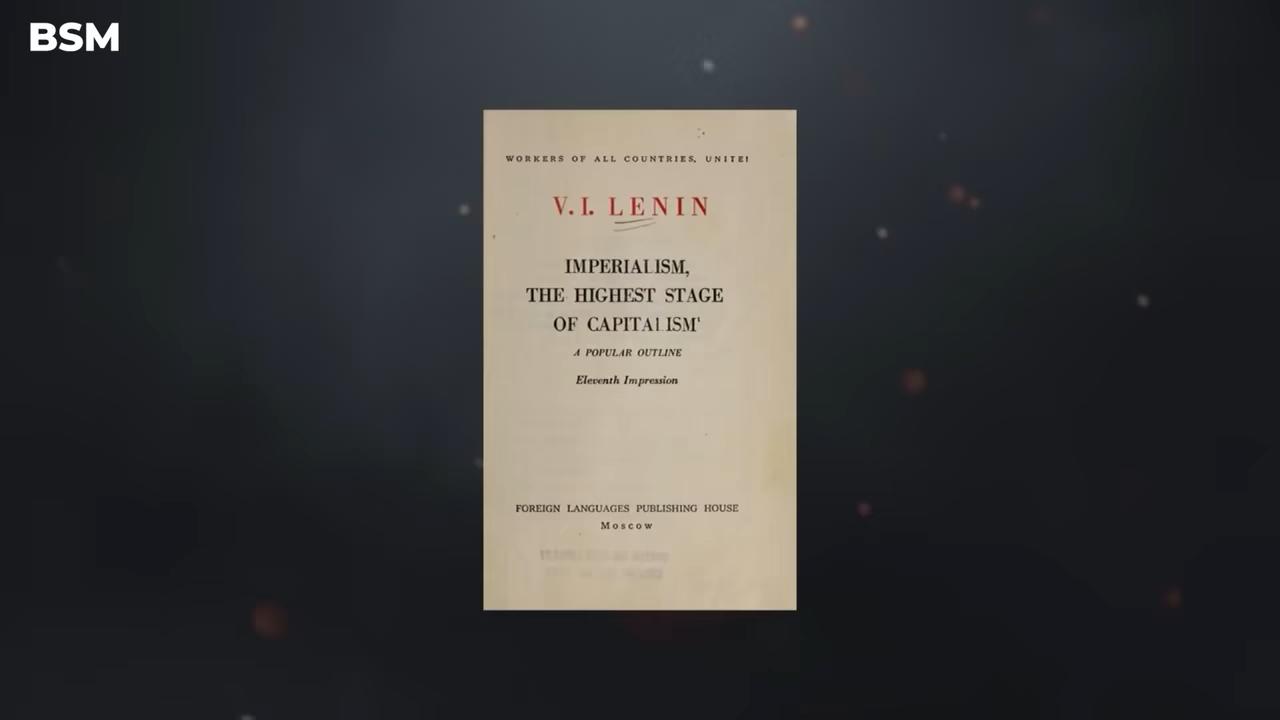 BSM
WORKERS OF ALL COUNTRIES, UNITE!
V. I. LENIN
IMPERIALISM,
THE HIGHEST STAGE
OF CAPITALISM¹
A POPULAR OUTLINE
Eleventh Impression
FOREIGN LANGUAGES PUBLISHING HOUSE
Moscow